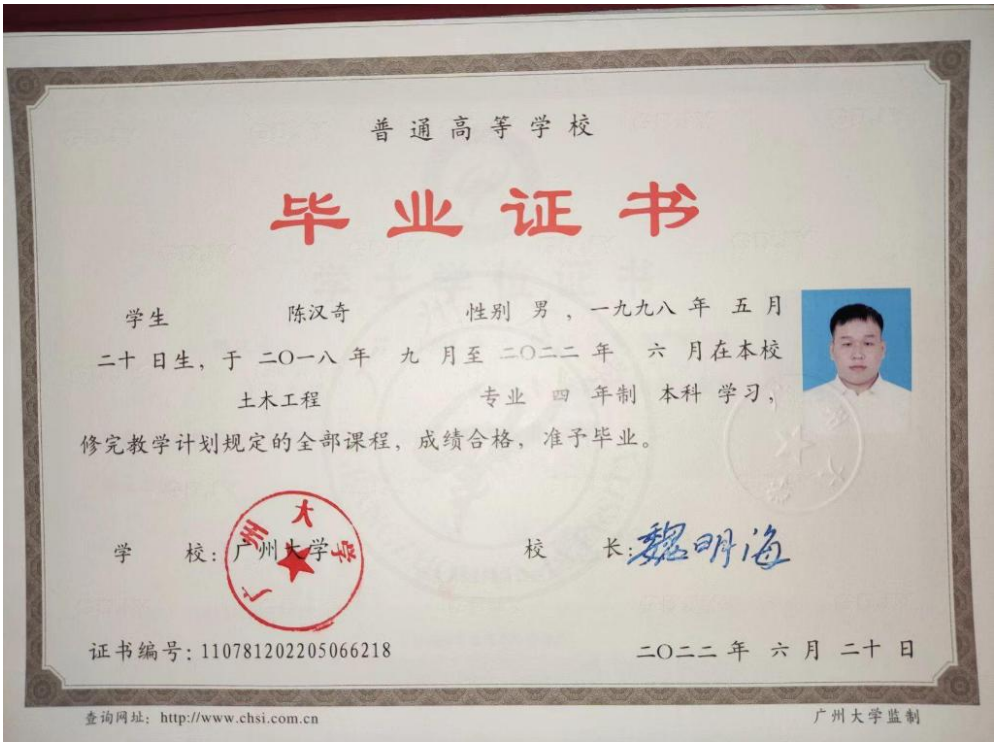 普通高等学校
毕业证书
学生 陈汉奇 性别 男 ，一九九八 年 五 月
二十 日生，于 二〇一八 年 九 月至 二〇二二 年 六 月在本校
土木工程 专业 四 年制 本科 学习，
修完教学计划规定的全部课程，成绩合格，准予毕业。
学 校：广州大学 校 长：魏明海
广州大学
证书编号：110781202205066218 二〇二二 年 六 月 二十 日
查询网址：http://www.chsi.com.cn 广州大学监制